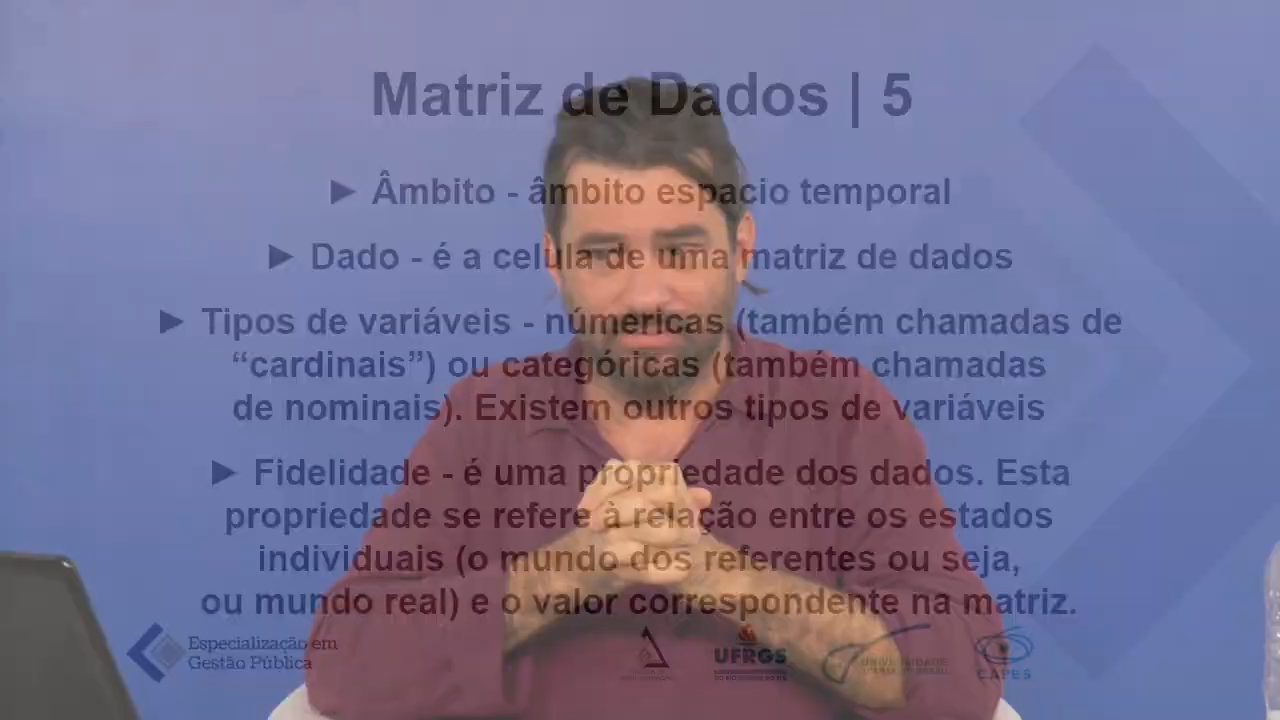 Matriz de Dados | 5
► Âmbito - âmbito espacio temporal
► Dado - é a celula de uma matriz de dados
► Tipos de variáveis - númericas (também chamadas de
“cardinais”) ou categóricas (também chamadas
de nominais). Existem outros tipos de variáveis
► Fidelidade - é uma propriedade dos dados. Esta
propriedade se refere à relação entre os estados
individuais (o mundo dos referentes ou seja,
ou mundo real) e o valor correspondente na matriz.
Especialização em
Gestão Pública
UFRGS
UNIVERSIDADE
CAPES